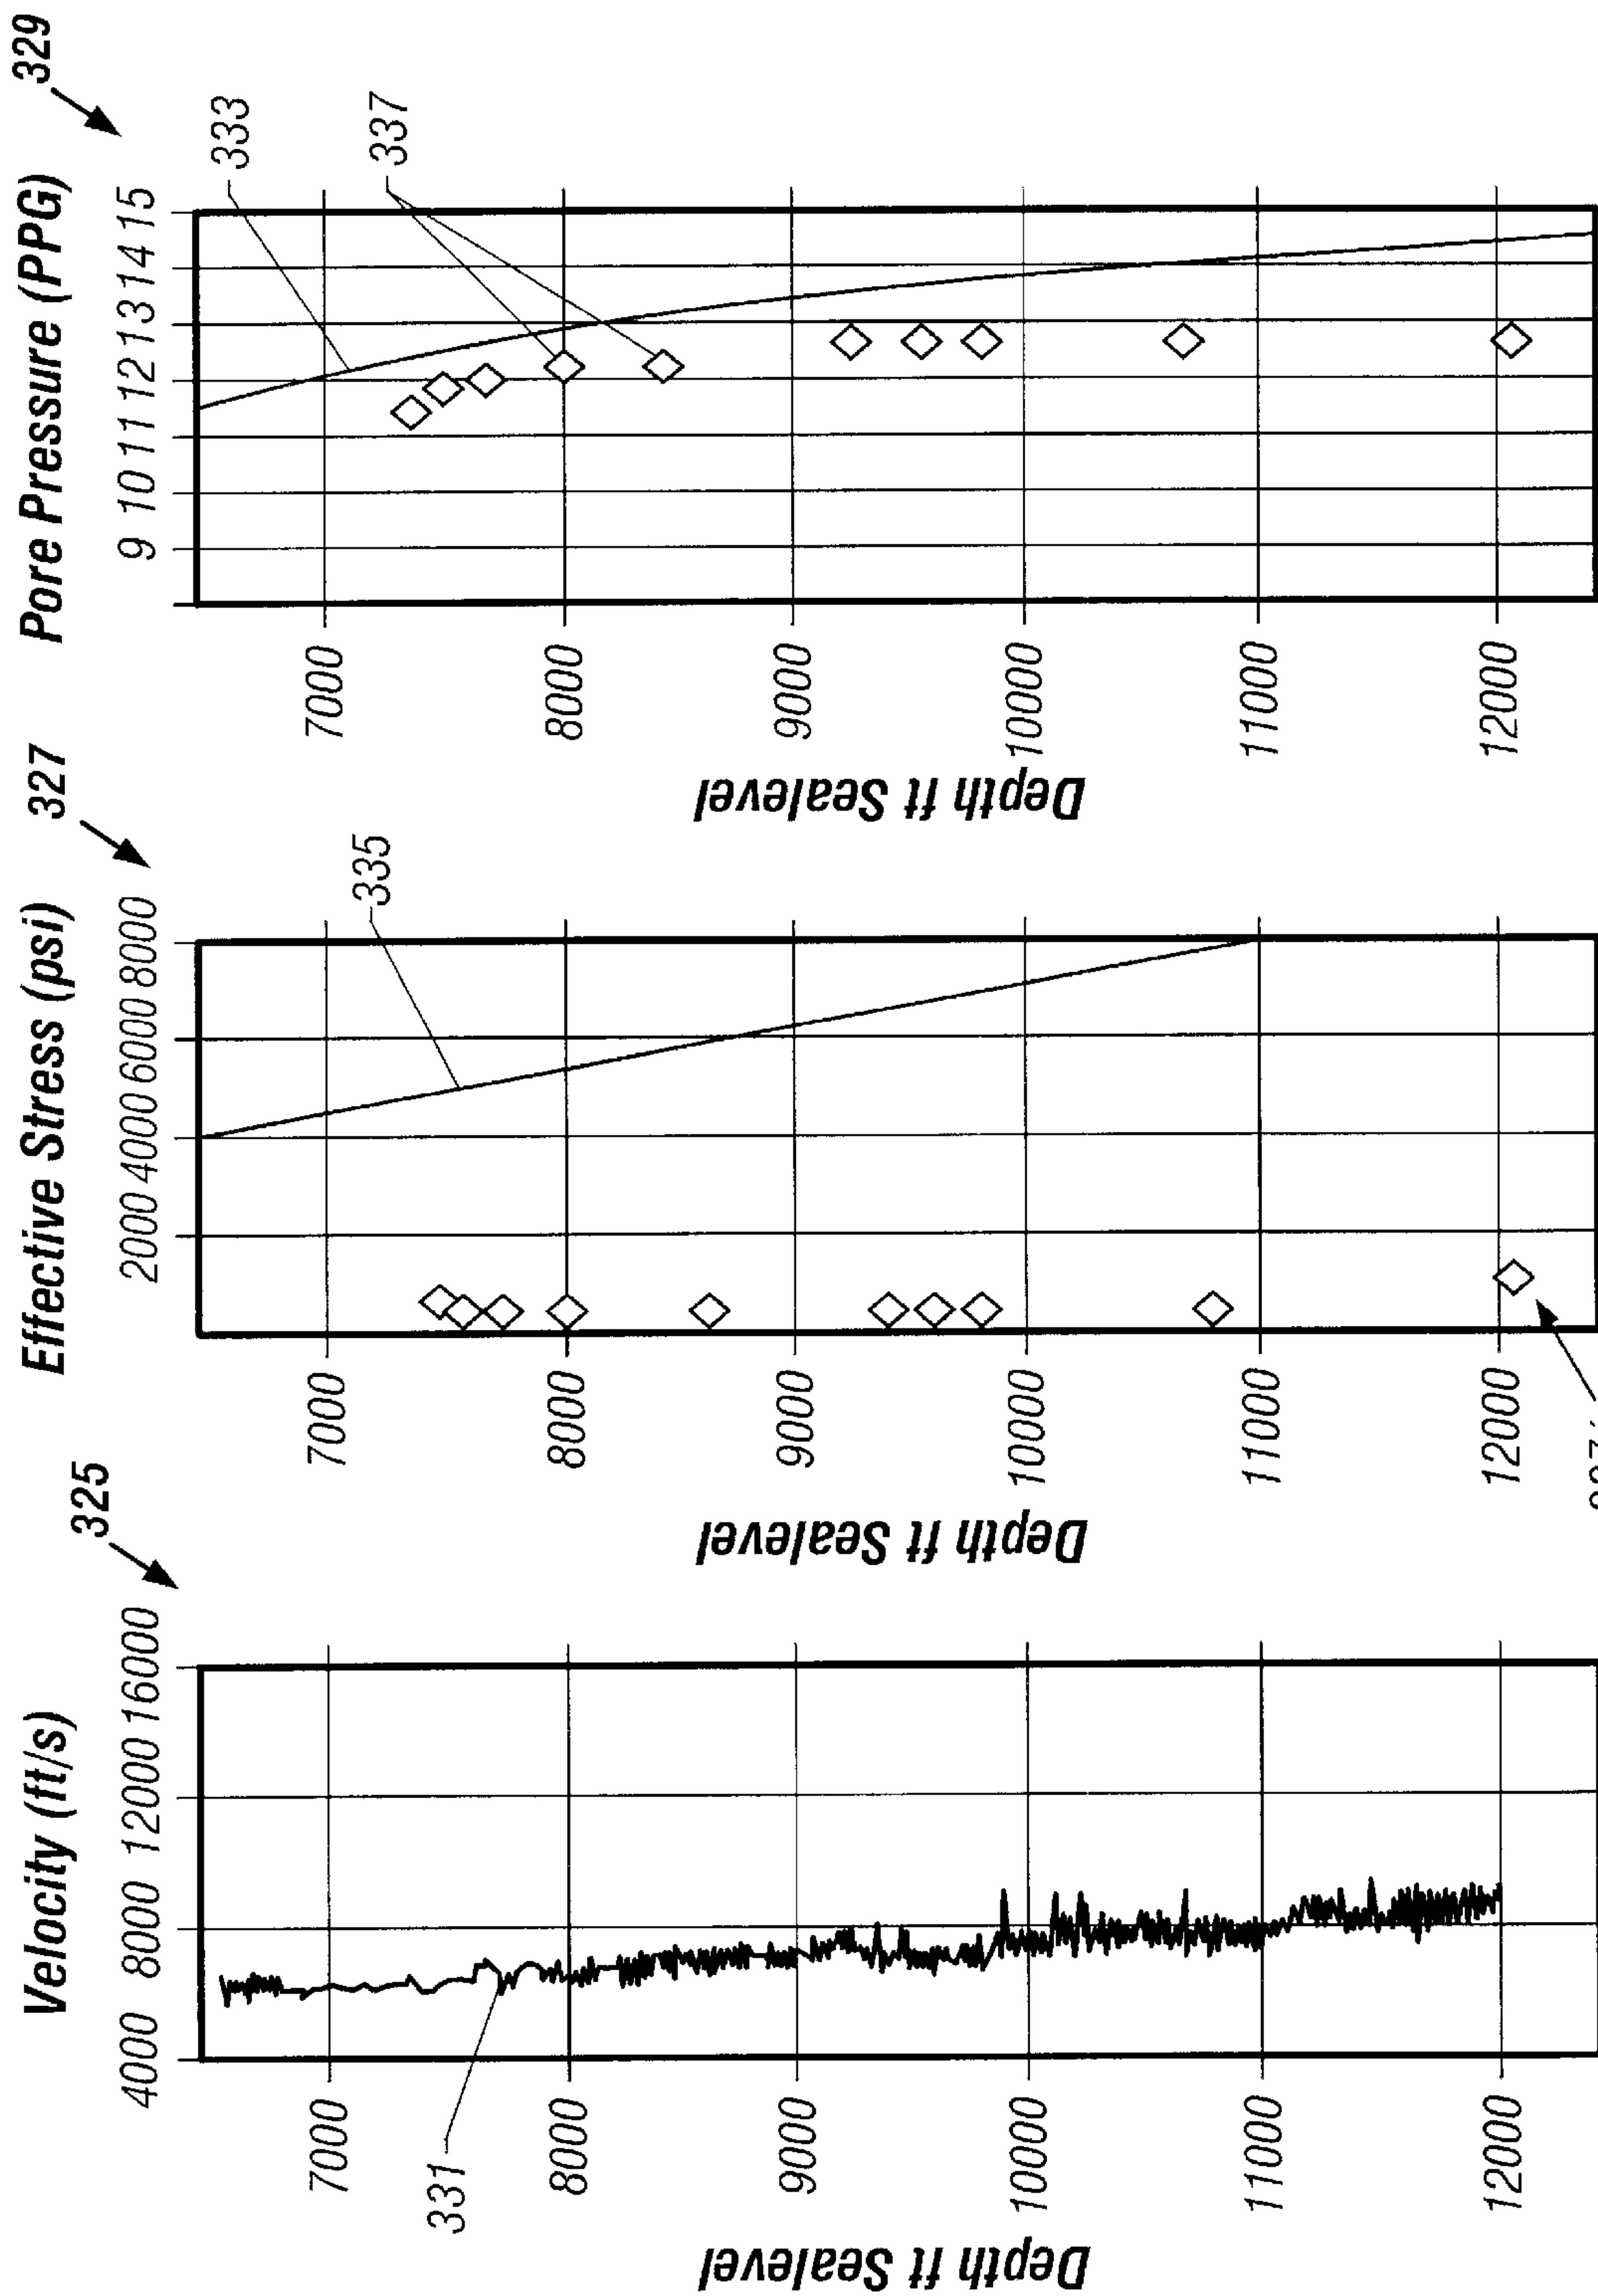 325
Velocity (ft/s)
4000 8000 12000 16000
Depth ft Sealevel
7000
8000
9000
10000
11000
12000
331
327
Effective Stress (psi)
2000 4000 6000 8000
Depth ft Sealevel
7000
8000
9000
10000
11000
12000
335
329
Pore Pressure (PPG)
9 10 11 12 13 14 15
Depth ft Sealevel
7000
8000
9000
10000
11000
12000
333
337